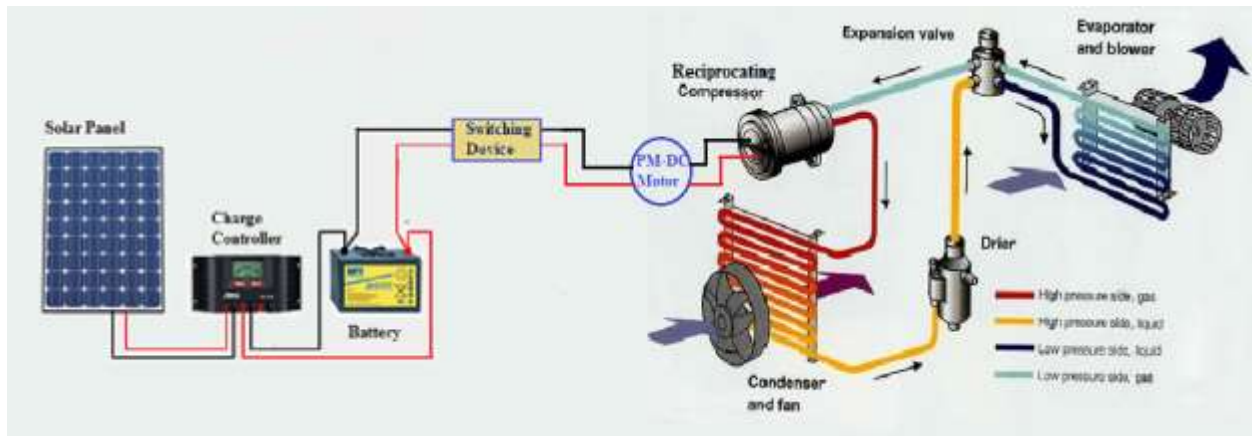 Solar Panel
Charge
Controller
Battery
Switching
Device
PM-DC
Motor
Reciprocating
Compressor
Expansion valve
Evaporator
and blower
Drier
Condenser
and fan
High pressure side, gas
High pressure side, liquid
Low pressure side, liquid
Low pressure side, gas